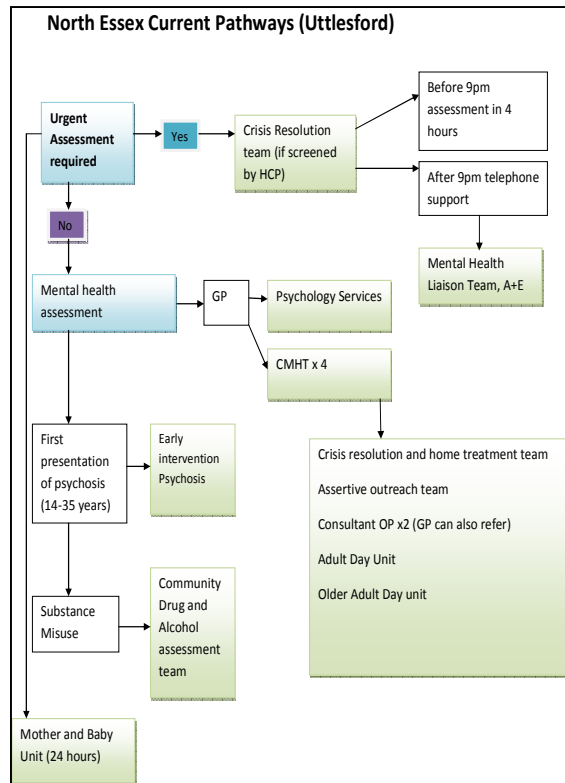 North Essex Current Pathways (Uttlesford)
Urgent
Assessment
required
Yes
Crisis Resolution
team (if screened
by HCP)
Before 9pm
assessment in 4
hours
After 9pm telephone
support
Mental Health
Liaison Team, A+E
No
Mental health
assessment
GP
Psychology Services
CMHT x 4
First
presentation
of psychosis
(14-35 years)
Early
intervention
Psychosis
Crisis resolution and home treatment team
Assertive outreach team
Consultant OP x2 (GP can also refer)
Adult Day Unit
Older Adult Day unit
Substance
Misuse
Community
Drug and
Alcohol
assessment
team
Mother and Baby
Unit (24 hours)